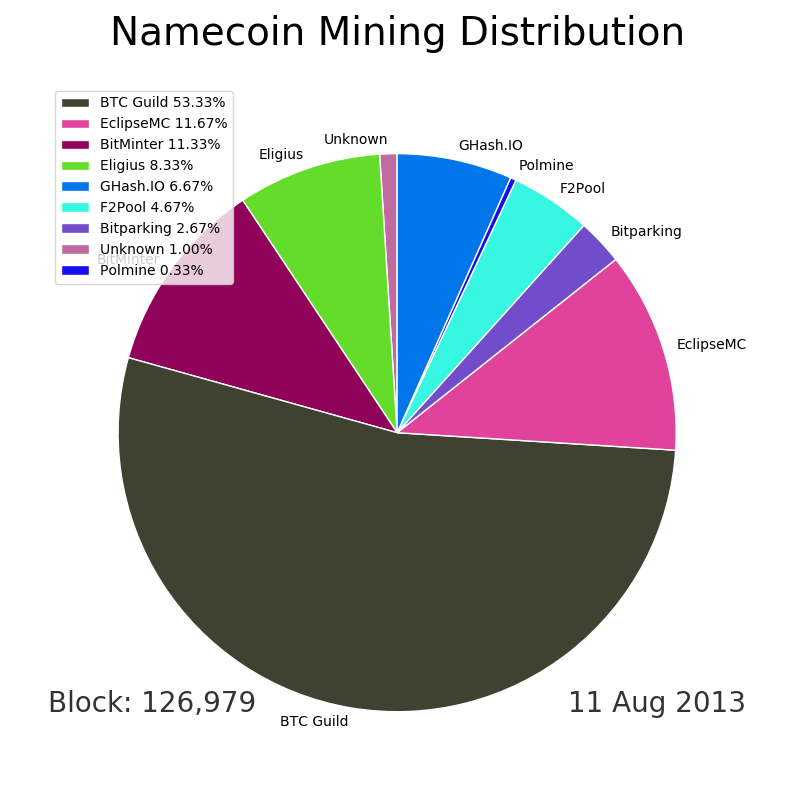 Namecoin Mining Distribution
BTC Guild 53.33%
EclipseMC 11.67%
BitMinter 11.33%
Eligius 8.33%
GHash.IO 6.67%
F2Pool 4.67%
Bitparking 2.67%
Unknown 1.00%
Polmine 0.33%
Unknown
GHash.IO
Eligius
Polmine
F2Pool
Bitparking
BitMinter
EclipseMC
Block: 126,979
11 Aug 2013
BTC Guild